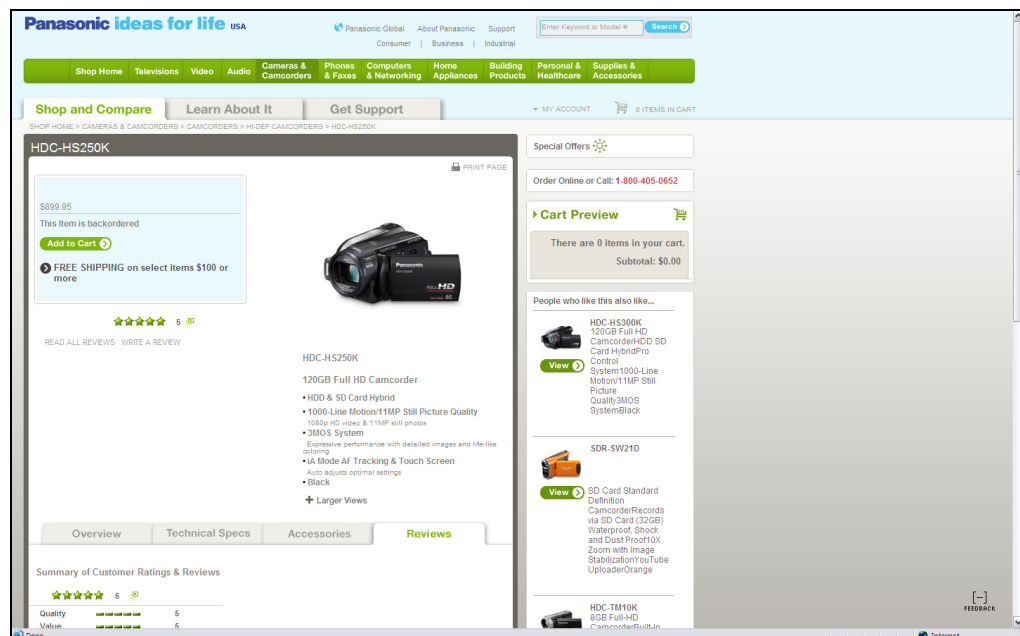 Panasonic ideas for life USA
Panasonic Global About Panasonic Support
Consumer | Business | Industrial
Enter Keyword or Model #
Search
Shop Home Televisions Video Audio Cameras & Camcorders Phones & Faxes Computers & Networking Home Appliances Building Products Personal & Healthcare Supplies & Accessories
Shop and Compare Learn About It Get Support
MY ACCOUNT 0 ITEMS IN CART
SHOP HOME > CAMERAS & CAMCORDERS > CAMCORDERS > HI-DEF CAMCORDERS > HDC-HS250K
HDC-HS250K
PRINT PAGE
$899.95
This Item is backordered
Add to Cart
FREE SHIPPING on select items $100 or
more
5
READ ALL REVIEWS WRITE A REVIEW
Panasonic
FULL HD
HDC-HS250K
120GB Full HD Camcorder
• HDD & SD Card Hybrid
• 1000-Line Motion/11MP Still Picture Quality
1080p HD video & 11MP still photos
• 3MOS System
Expressive performance with detailed images and life-like
coloring
• iA Mode AF Tracking & Touch Screen
Auto adjusts optimal settings
• Black
Larger Views
Overview Technical Specs Accessories Reviews
Summary of Customer Ratings & Reviews
5
Quality 5
Value 5
Special Offers
Order Online or Call: 1-800-405-0652
Cart Preview
There are 0 items in your cart.
Subtotal: $0.00
People who like this also like...
HDC-HS300K
120GB Full HD
CamcorderHDD SD
Card HybridPro
Control
System1000-Line
Motion/11MP Still
Picture
Quality3MOS
SystemBlack
View
SDR-SW21D
View
SD Card Standard
Definition
CamcorderRecords
via SD Card (32GB)
Waterproof, Shock
and Dust Proof10X
Zoom with Image
StabilizationYouTube
UploaderOrange
HDC-TM10K
8GB Full-HD
CamcorderBuilt-In
[–]
FEEDBACK
Done
Internet